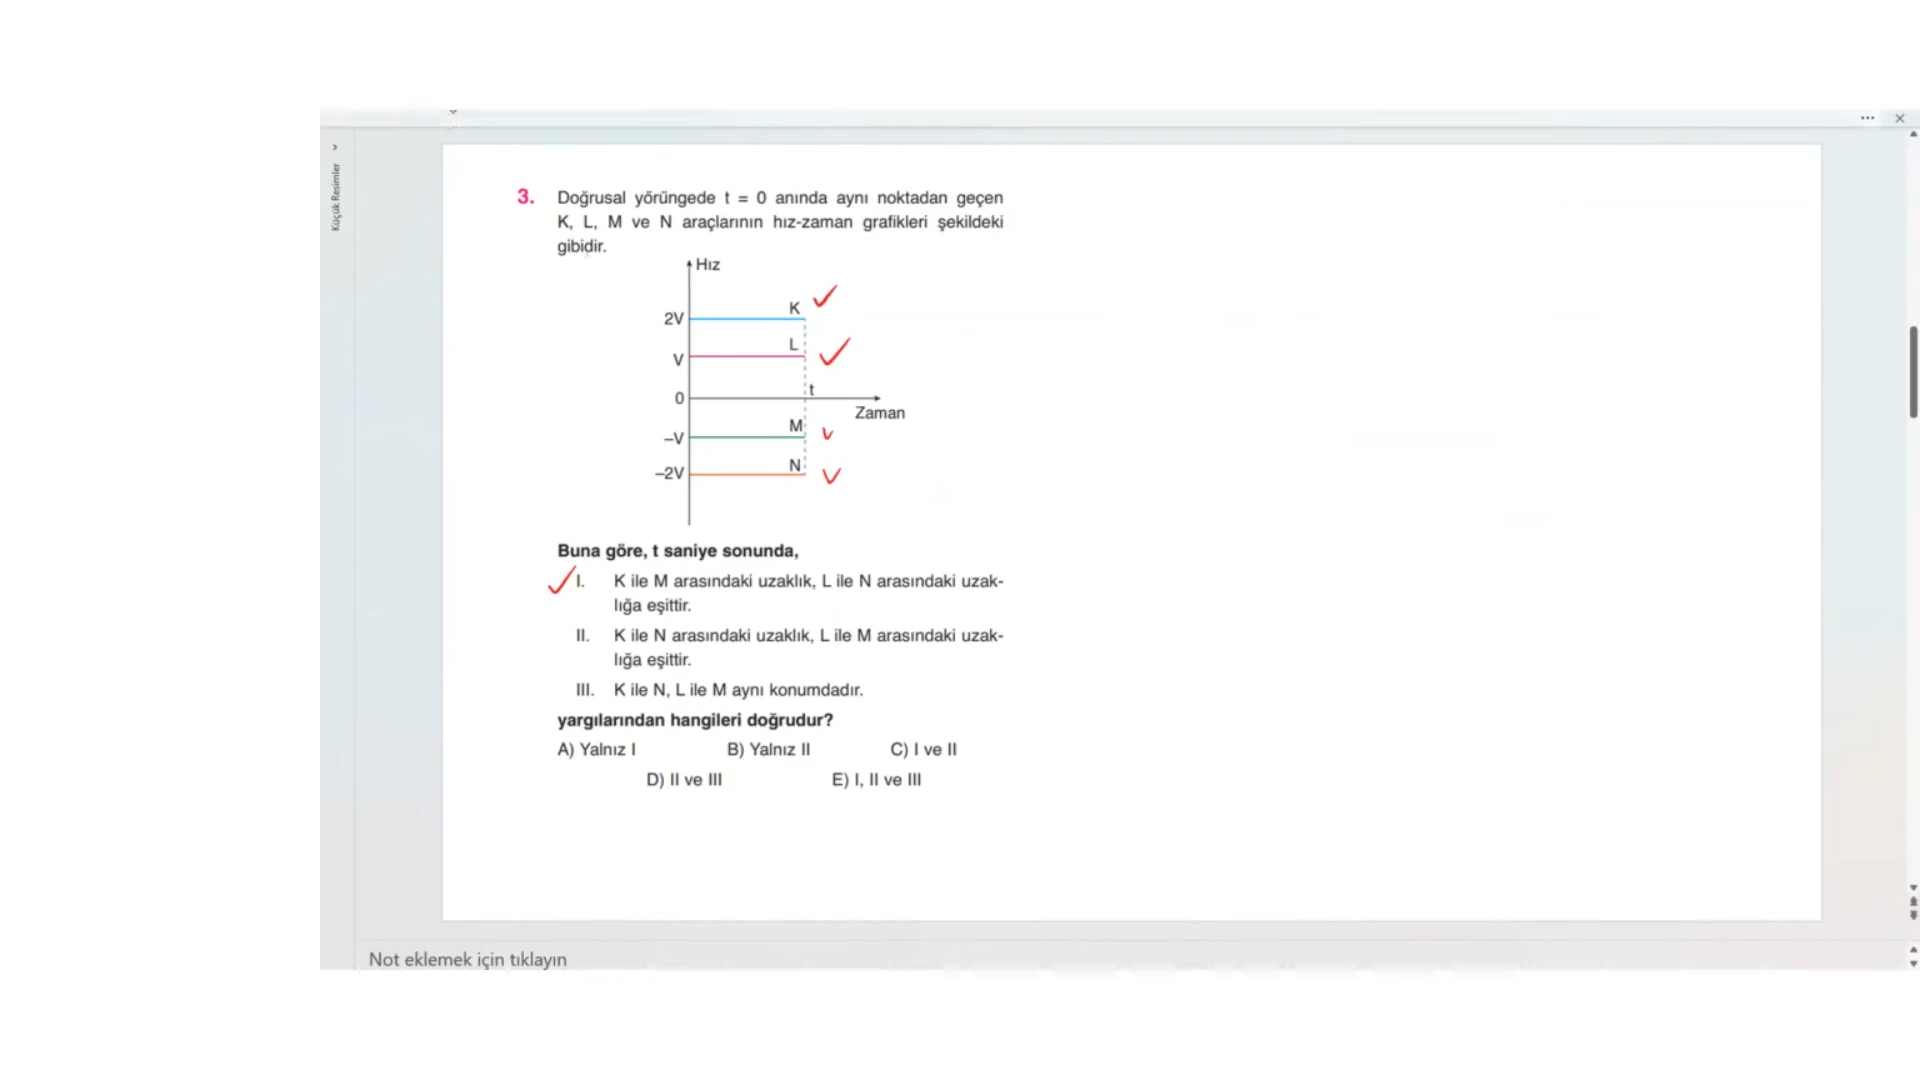 Küçük Resimler
3. Doğrusal yörüngede t = 0 anında aynı noktadan geçen
K, L, M ve N araçlarının hız-zaman grafikleri şekildeki
gibidir.
Hız
K
2V
L
V
t
0
Zaman
M
–V
N
–2V
Buna göre, t saniye sonunda,
I. K ile M arasındaki uzaklık, L ile N arasındaki uzak-
lığa eşittir.
II. K ile N arasındaki uzaklık, L ile M arasındaki uzak-
lığa eşittir.
III. K ile N, L ile M aynı konumdadır.
yargılarından hangileri doğrudur?
A) Yalnız I B) Yalnız II C) I ve II
D) II ve III E) I, II ve III
Not eklemek için tıklayın